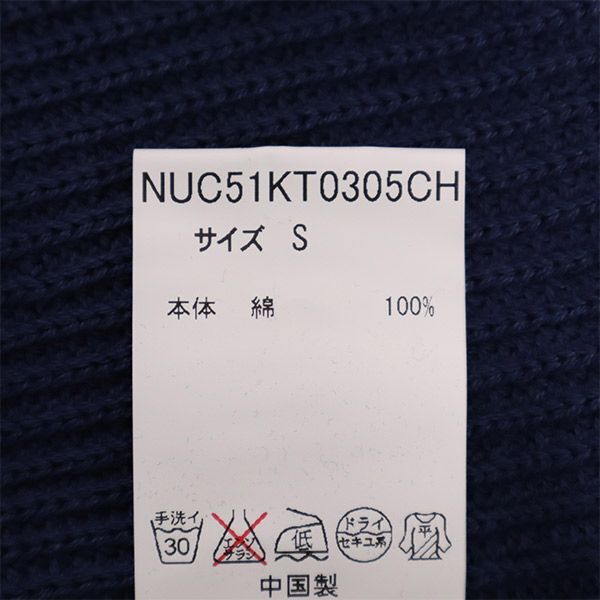 NUC51KT0305CH
サイズ S
本体 綿 100%
手洗イ 30 エンソサラシ 低 ドライ セキユ系 平
中国製